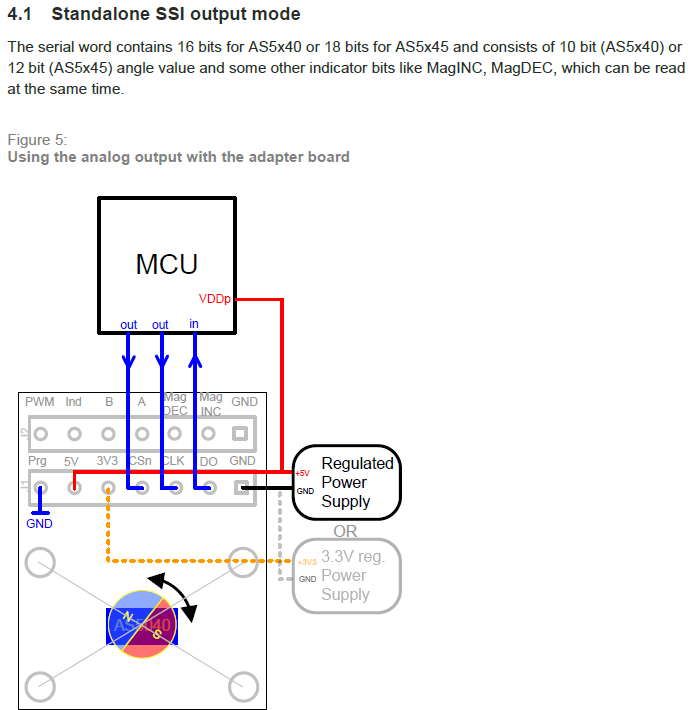 4.1 Standalone SSI output mode
The serial word contains 16 bits for AS5x40 or 18 bits for AS5x45 and consists of 10 bit (AS5x40) or
12 bit (AS5x45) angle value and some other indicator bits like MagINC, MagDEC, which can be read
at the same time.
Figure 5:
Using the analog output with the adapter board
MCU
VDDp
out out in
PWM Ind B A Mag DEC Mag INC GND
J2
Prg 5V 3V3 CSn CLK DO GND
J1
GND
+5V
GND
Regulated
Power
Supply
OR
+3V3
GND
3.3V reg.
Power
Supply
N
AS5040
S